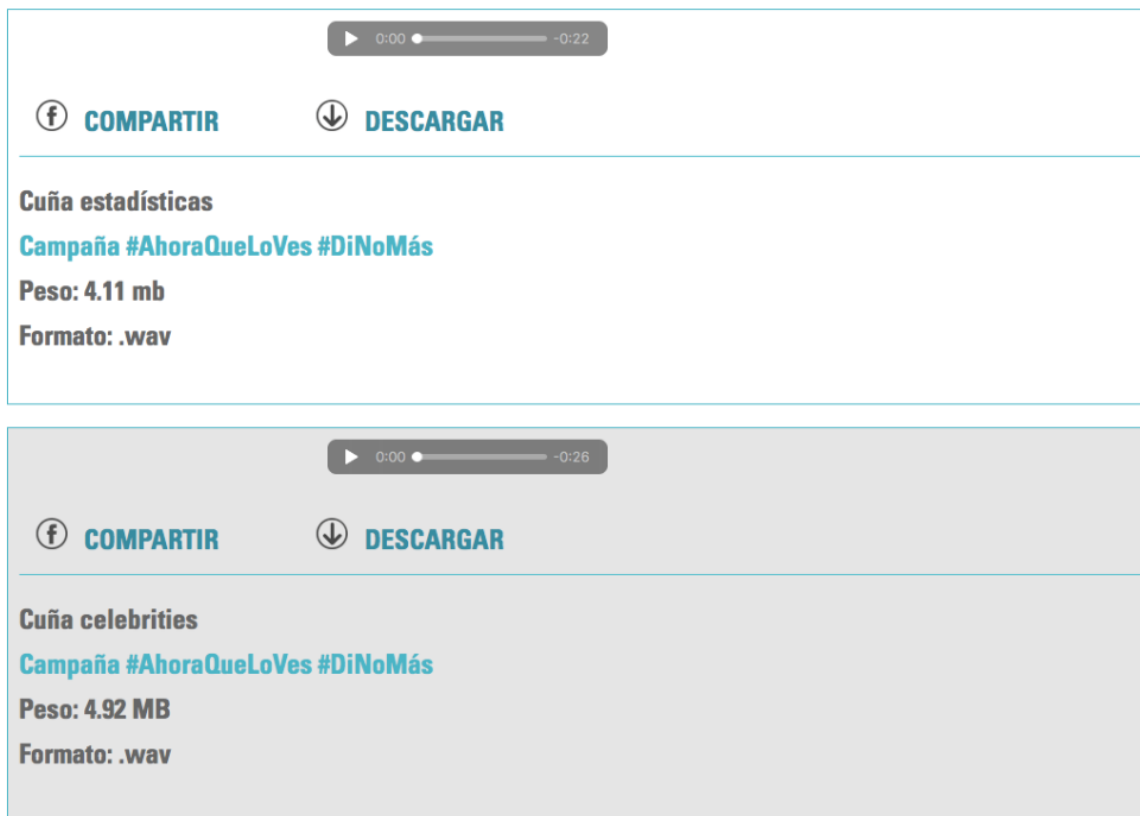 0:00 -0:22
COMPARTIR DESCARGAR
Cuña estadísticas
Campaña #AhoraQueLoVes #DiNoMás
Peso: 4.11 mb
Formato: .wav
0:00 -0:26
COMPARTIR DESCARGAR
Cuña celebrities
Campaña #AhoraQueLoVes #DiNoMás
Peso: 4.92 MB
Formato: .wav